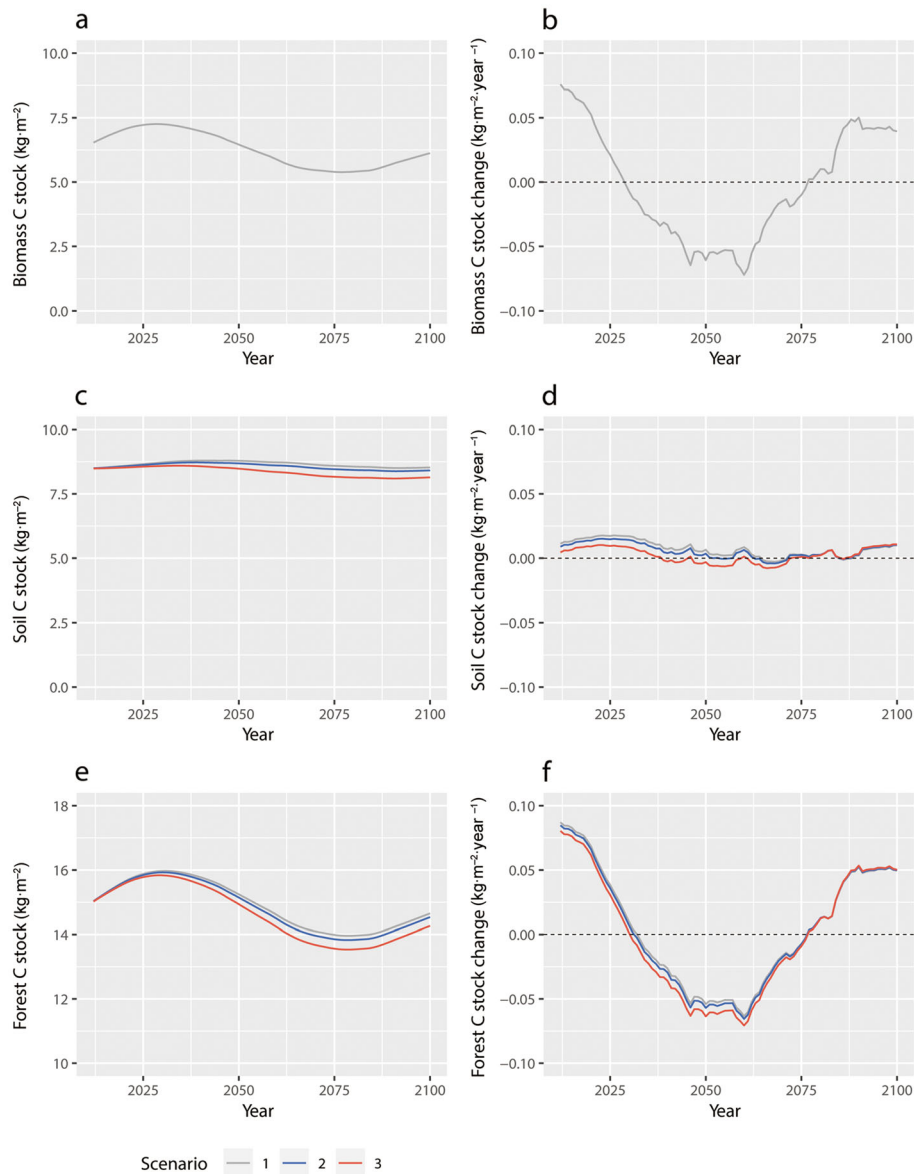 a
10.0
7.5
5.0
2.5
0.0
Biomass C stock (kg·m⁻²)
2025 2050 2075 2100
Year
b
0.10
0.05
0.00
−0.05
−0.10
Biomass C stock change (kg·m⁻²·year⁻¹)
2025 2050 2075 2100
Year
c
10.0
7.5
5.0
2.5
0.0
Soil C stock (kg·m⁻²)
2025 2050 2075 2100
Year
d
0.10
0.05
0.00
−0.05
−0.10
Soil C stock change (kg·m⁻²·year⁻¹)
2025 2050 2075 2100
Year
e
18
16
14
12
10
Forest C stock (kg·m⁻²)
2025 2050 2075 2100
Year
f
0.10
0.05
0.00
−0.05
−0.10
Forest C stock change (kg·m⁻²·year⁻¹)
2025 2050 2075 2100
Year
Scenario 1 2 3